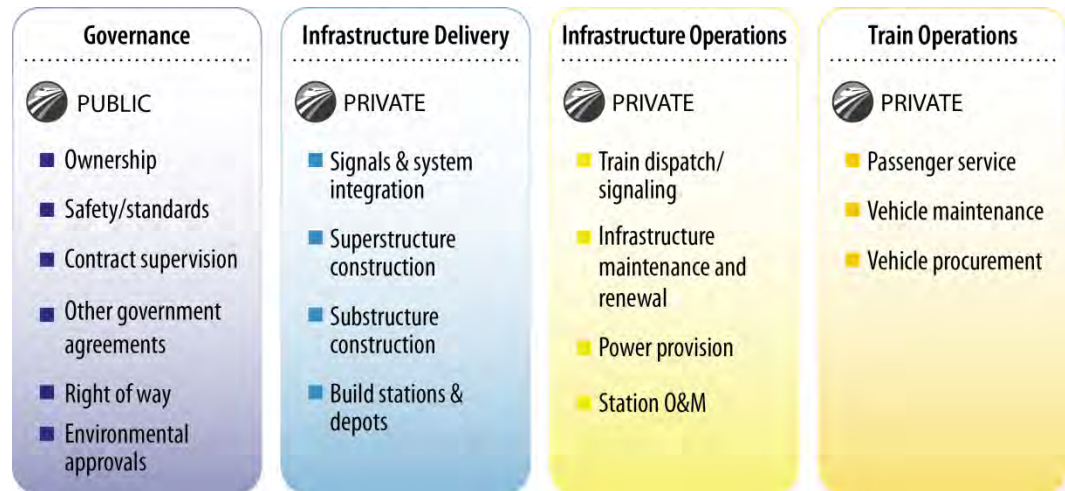 Governance
PUBLIC
Ownership
Safety/standards
Contract supervision
Other government
agreements
Right of way
Environmental
approvals
Infrastructure Delivery
PRIVATE
Signals & system
integration
Superstructure
construction
Substructure
construction
Build stations &
depots
Infrastructure Operations
PRIVATE
Train dispatch/
signaling
Infrastructure
maintenance and
renewal
Power provision
Station O&M
Train Operations
PRIVATE
Passenger service
Vehicle maintenance
Vehicle procurement